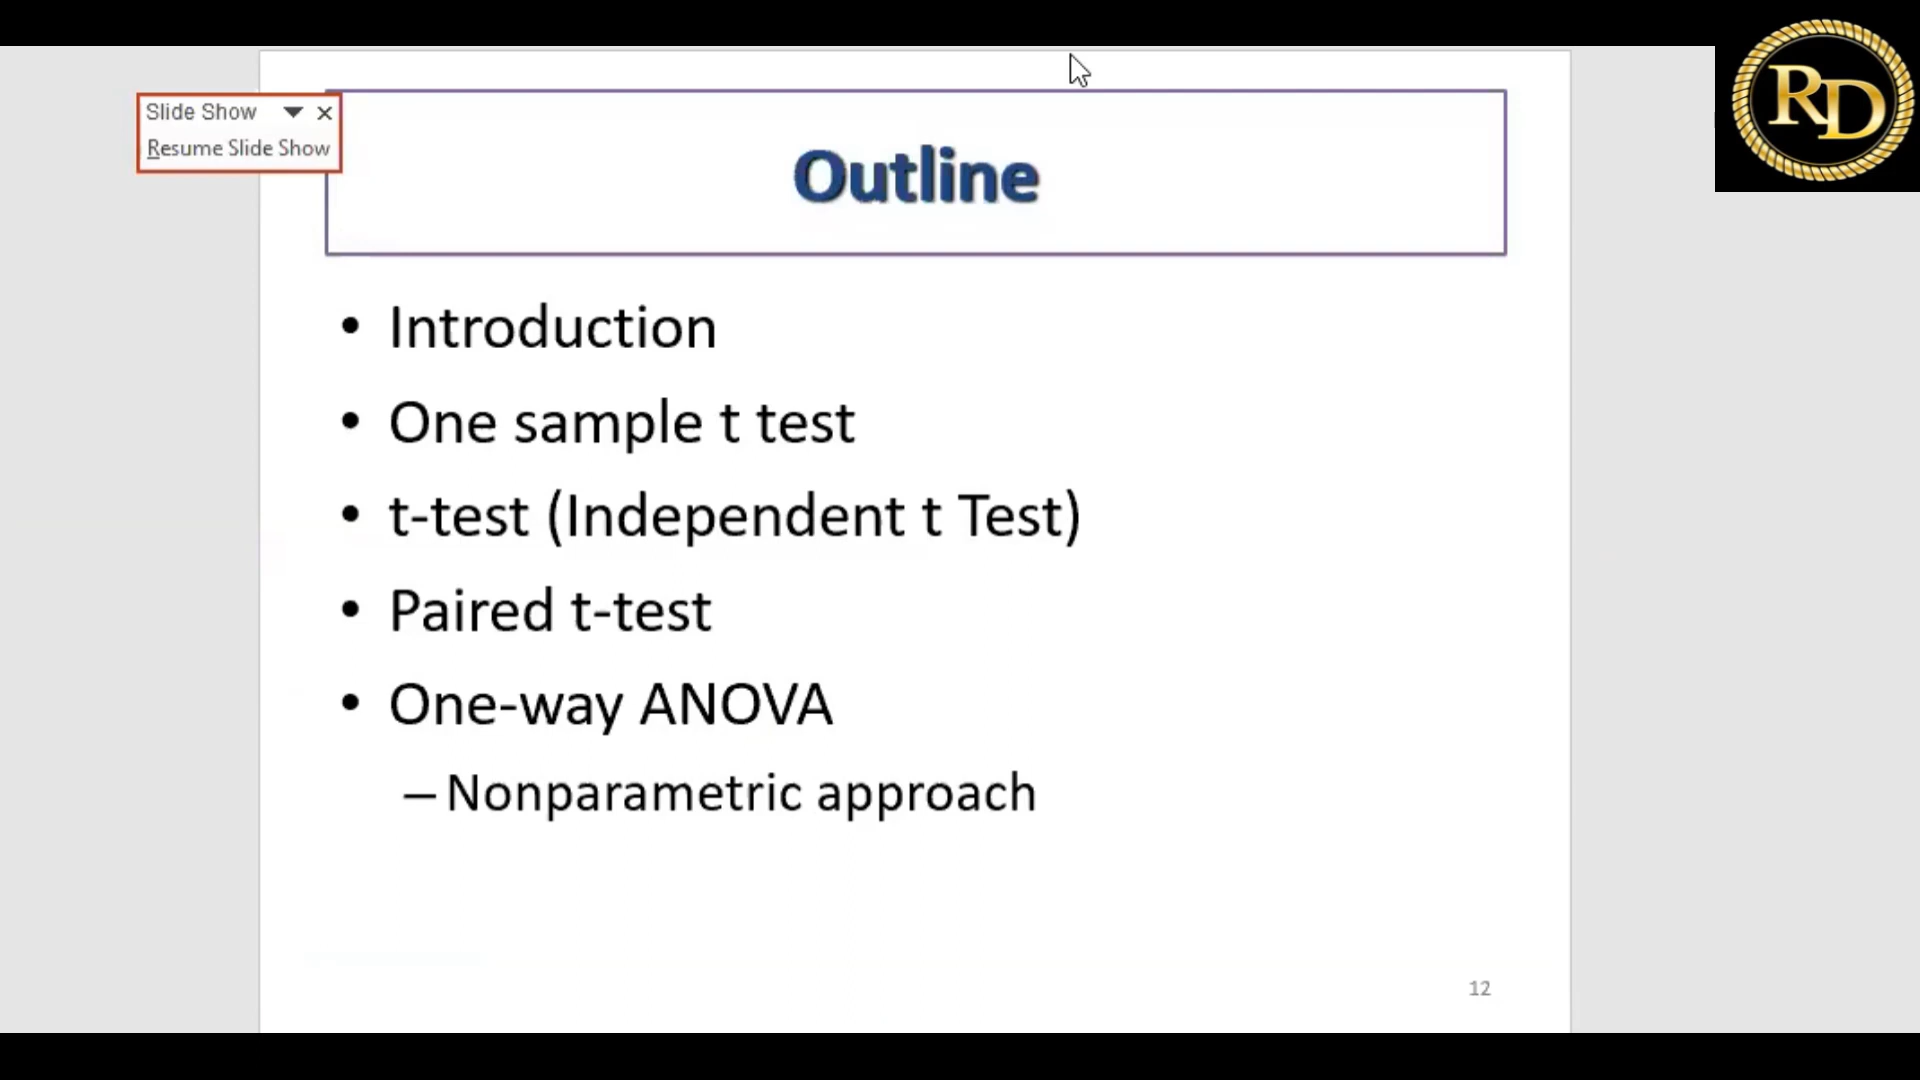 RD
Slide Show
Resume Slide Show
Outline
• Introduction
• One sample t test
• t-test (Independent t Test)
• Paired t-test
• One-way ANOVA
– Nonparametric approach
12